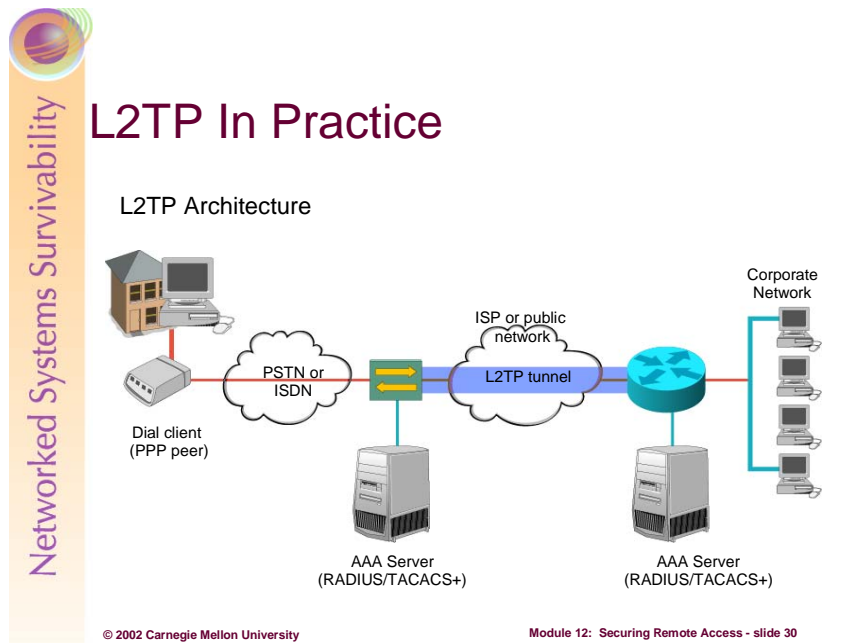 Networked Systems Survivability
L2TP In Practice
L2TP Architecture
Corporate
Network
ISP or public
network
PSTN or
ISDN
L2TP tunnel
Dial client
(PPP peer)
AAA Server
(RADIUS/TACACS+)
AAA Server
(RADIUS/TACACS+)
© 2002 Carnegie Mellon University
Module 12: Securing Remote Access - slide 30